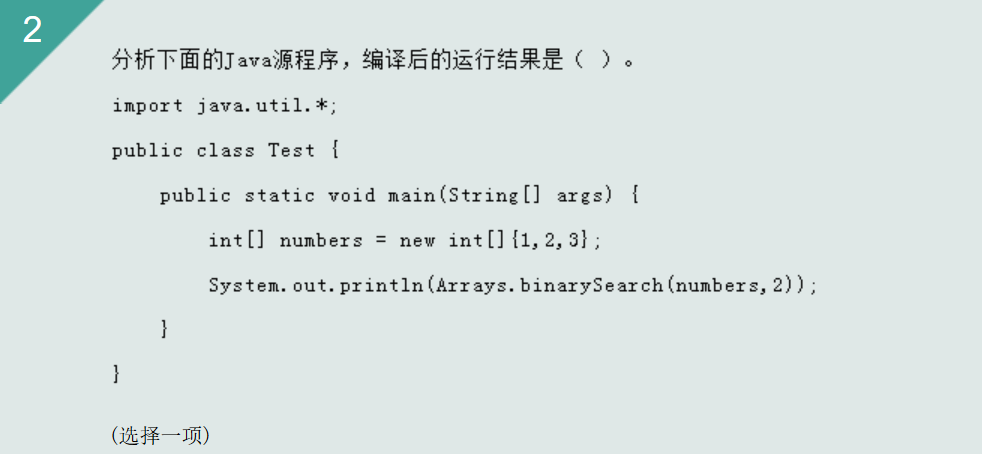 2
分析下面的Java源程序，编译后的运行结果是（ ）。
import java.util.*;
public class Test {
    public static void main(String[] args) {
        int[] numbers = new int[]{1,2,3};
        System.out.println(Arrays.binarySearch(numbers,2));
    }
}
(选择一项)